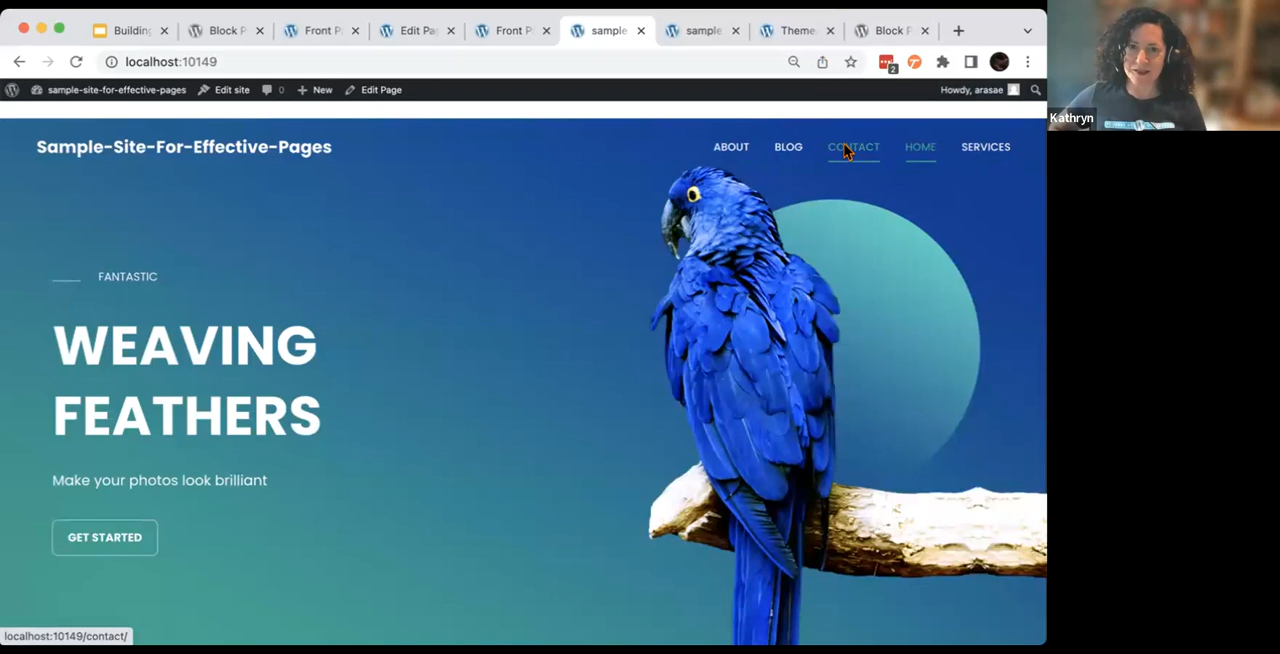 Building
Block P
Front P
Edit Pa
Front P
sample
sample
Theme
Block P
localhost:10149
2
sample-site-for-effective-pages
Edit site
0
New
Edit Page
Howdy, arasae
Kathryn
Sample-Site-For-Effective-Pages
ABOUT
BLOG
CONTACT
HOME
SERVICES
FANTASTIC
WEAVING
FEATHERS
Make your photos look brilliant
GET STARTED
localhost:10149/contact/